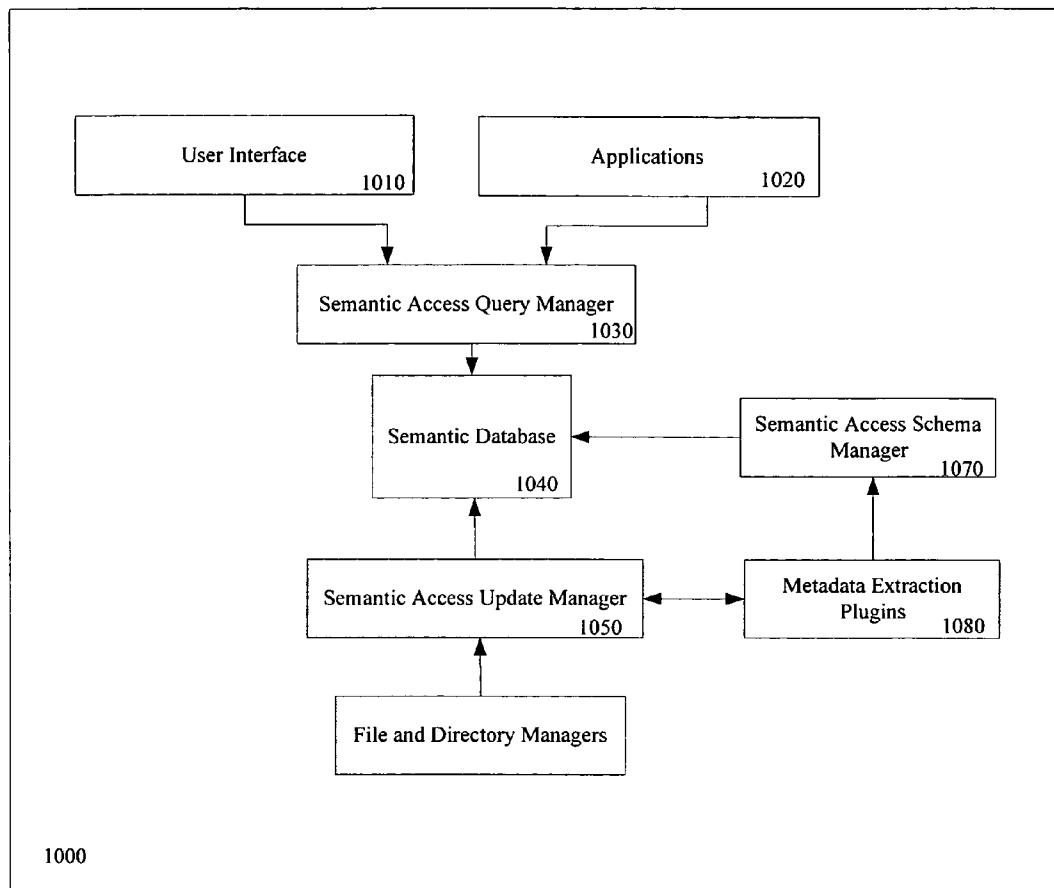 User Interface
1010
Applications
1020
Semantic Access Query Manager
1030
Semantic Database
1040
Semantic Access Schema
Manager
1070
Semantic Access Update Manager
1050
Metadata Extraction
Plugins
1080
File and Directory Managers
1000